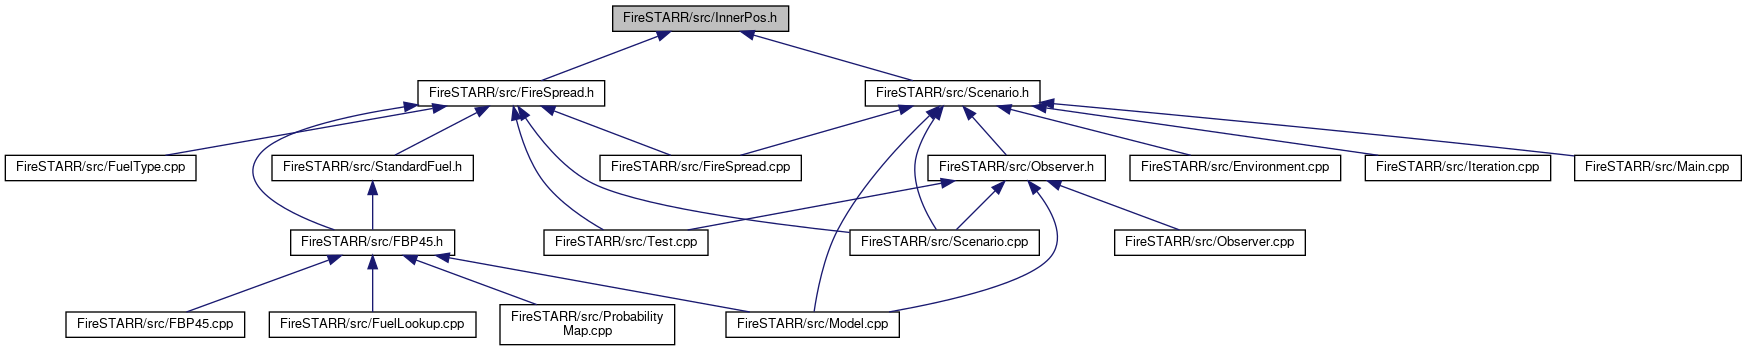 FireSTARR/src/InnerPos.h
FireSTARR/src/FireSpread.h
FireSTARR/src/Scenario.h
FireSTARR/src/FuelType.cpp
FireSTARR/src/StandardFuel.h
FireSTARR/src/FireSpread.cpp
FireSTARR/src/Observer.h
FireSTARR/src/Environment.cpp
FireSTARR/src/Iteration.cpp
FireSTARR/src/Main.cpp
FireSTARR/src/FBP45.h
FireSTARR/src/Test.cpp
FireSTARR/src/Scenario.cpp
FireSTARR/src/Observer.cpp
FireSTARR/src/FBP45.cpp
FireSTARR/src/FuelLookup.cpp
FireSTARR/src/Probability
Map.cpp
FireSTARR/src/Model.cpp